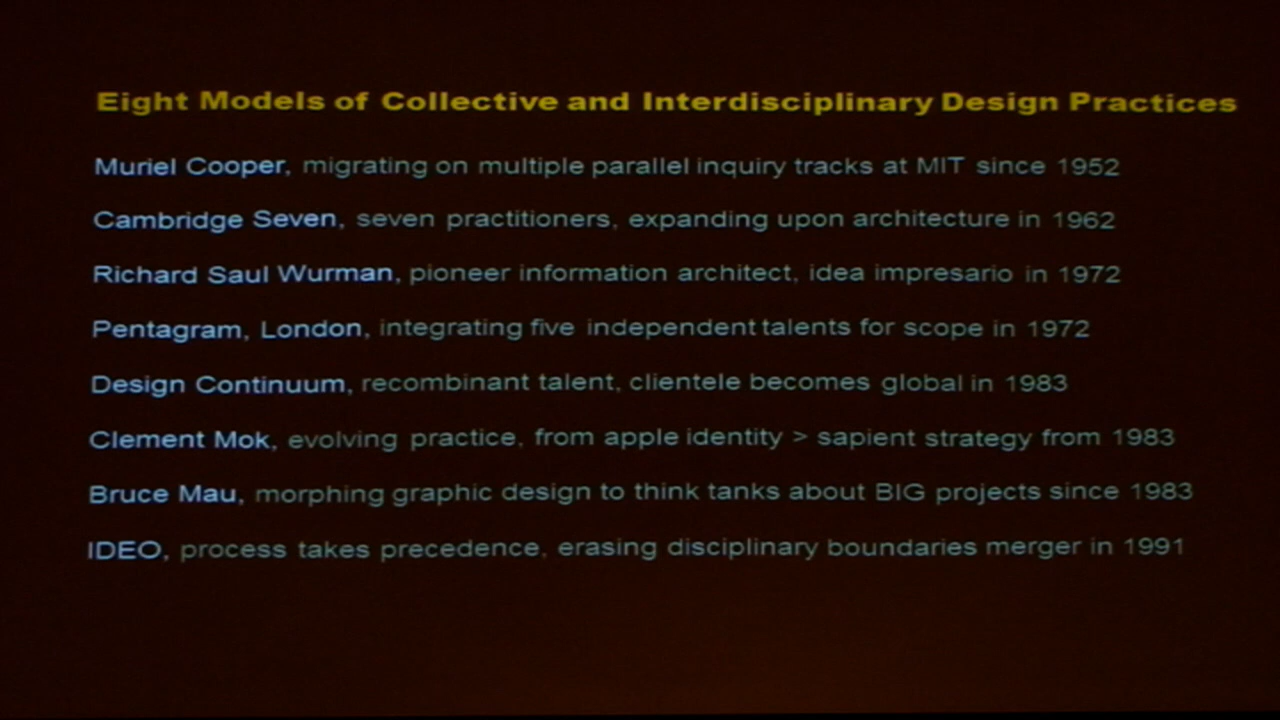 Eight Models of Collective and Interdisciplinary Design Practices
Muriel Cooper, migrating on multiple parallel inquiry tracks at MIT since 1952
Cambridge Seven, seven practitioners, expanding upon architecture in 1962
Richard Saul Wurman, pioneer information architect, idea impresario in 1972
Pentagram, London, integrating five independent talents for scope in 1972
Design Continuum, recombinant talent, clientele becomes global in 1983
Clement Mok, evolving practice, from apple identity > sapient strategy from 1983
Bruce Mau, morphing graphic design to think tanks about BIG projects since 1983
IDEO, process takes precedence, erasing disciplinary boundaries merger in 1991